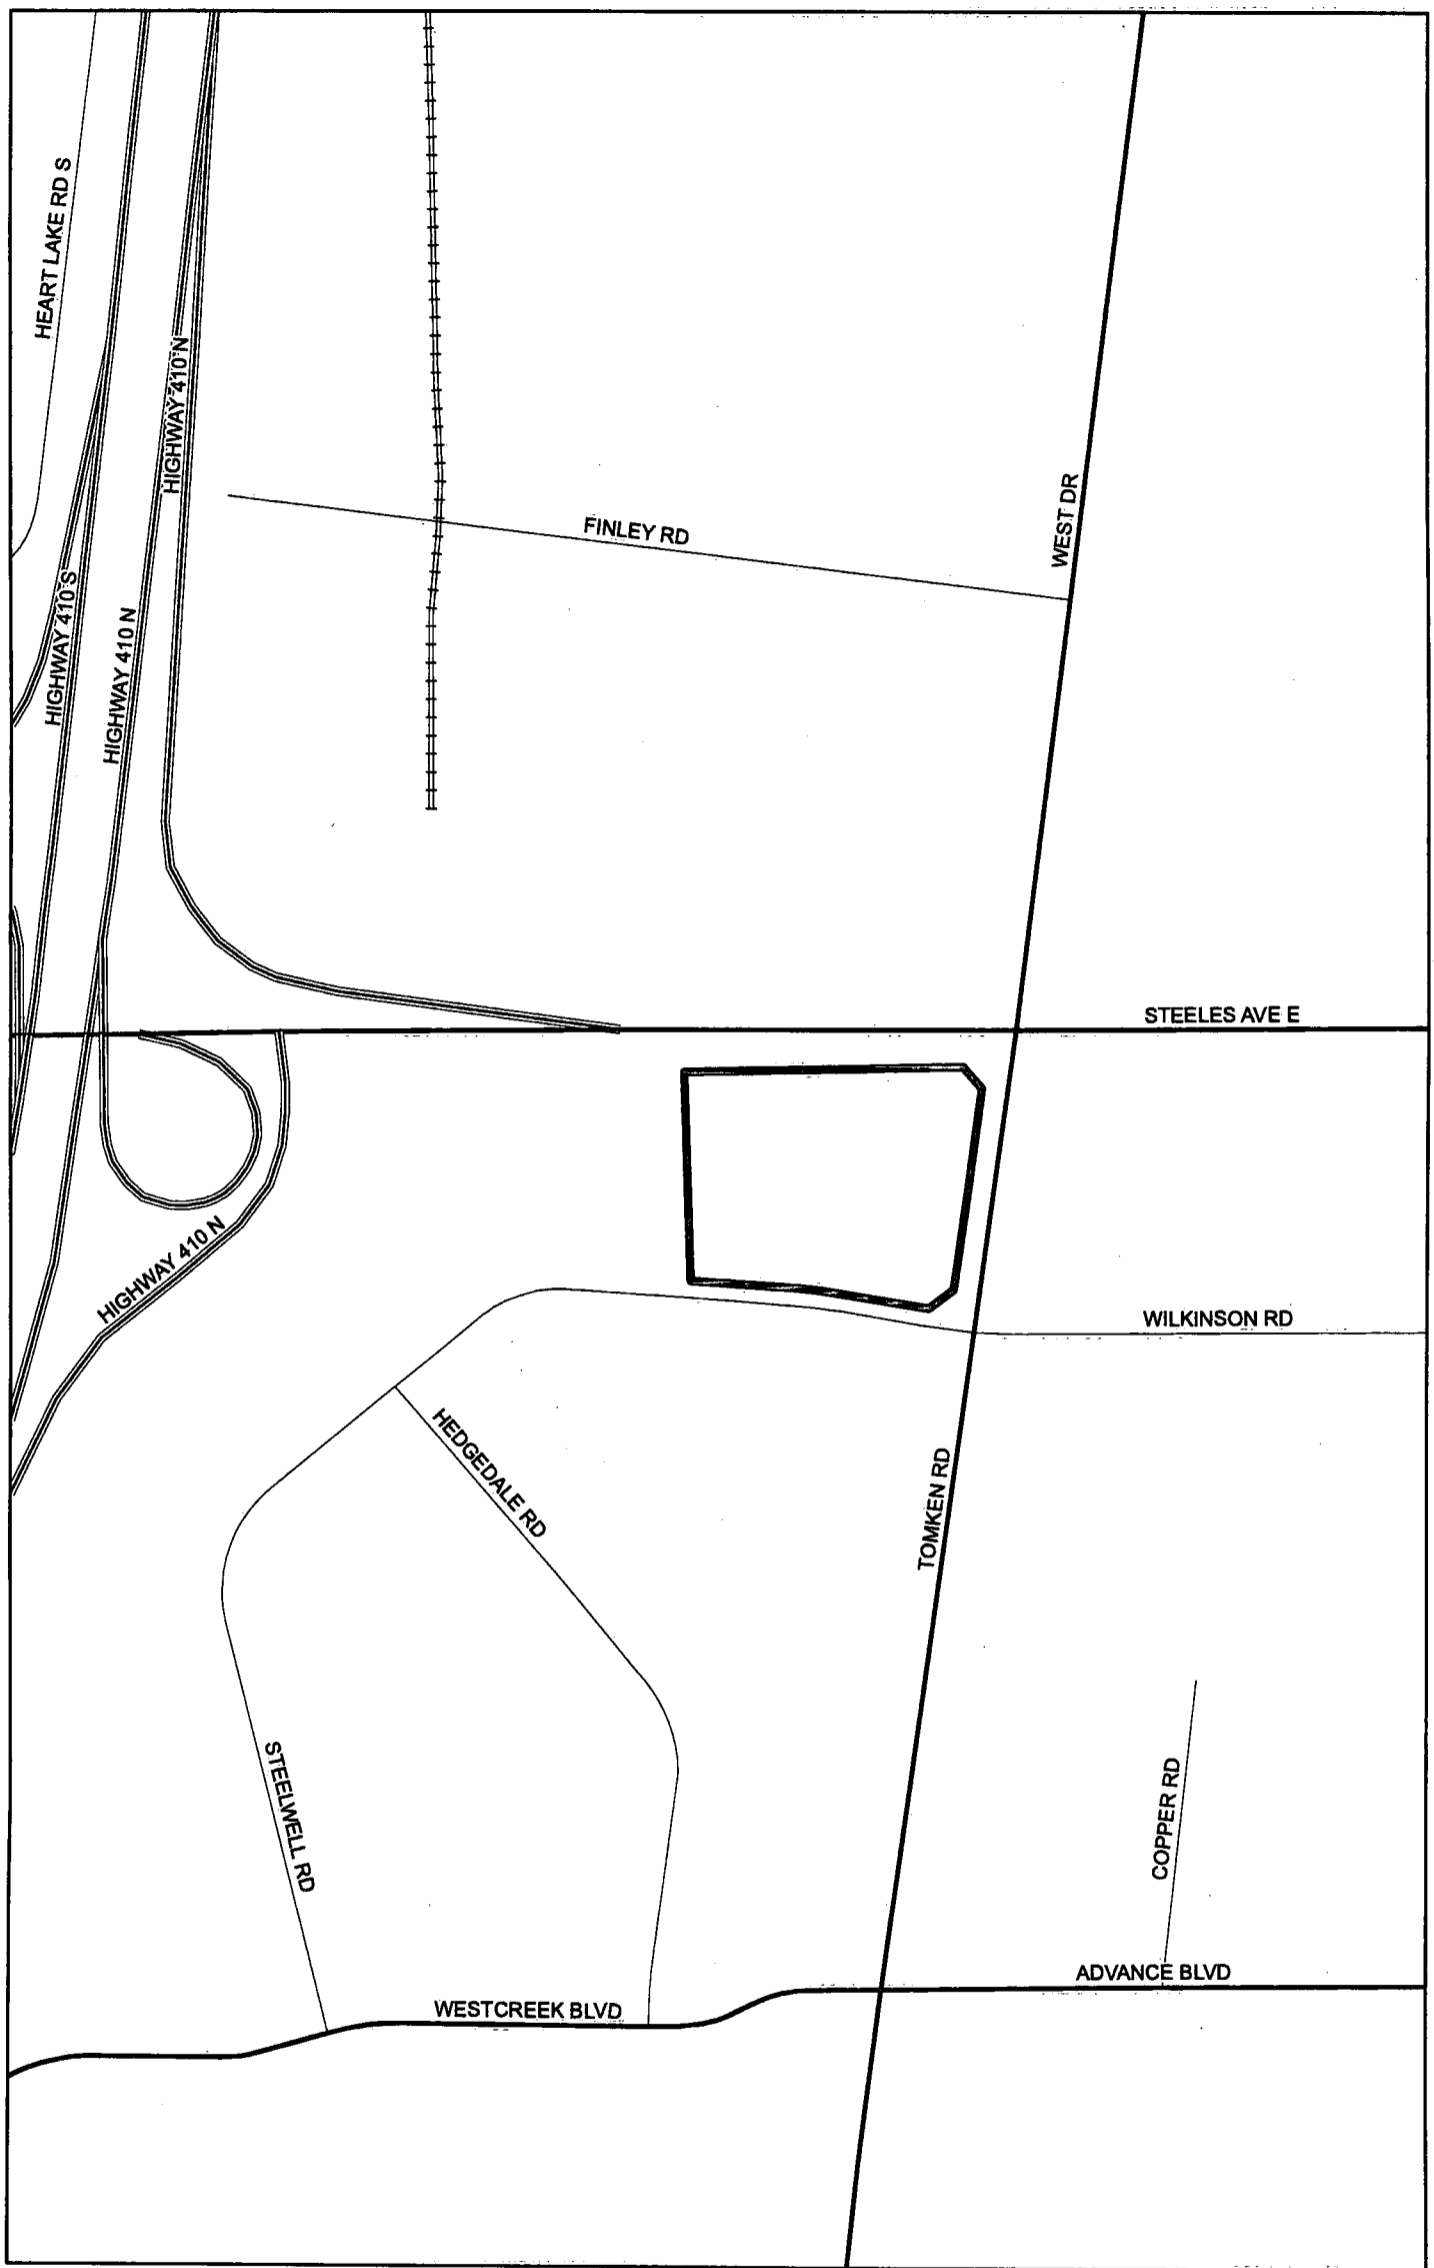 HEART LAKE RD S
HIGHWAY 410 N
WEST DR
FINLEY RD
HIGHWAY 410 S
HIGHWAY 410 N
STEELES AVE E
HIGHWAY 410 N
WILKINSON RD
HEDGEDALE RD
TOMKEN RD
STEELWELL RD
COPPER RD
ADVANCE BLVD
WESTCREEK BLVD